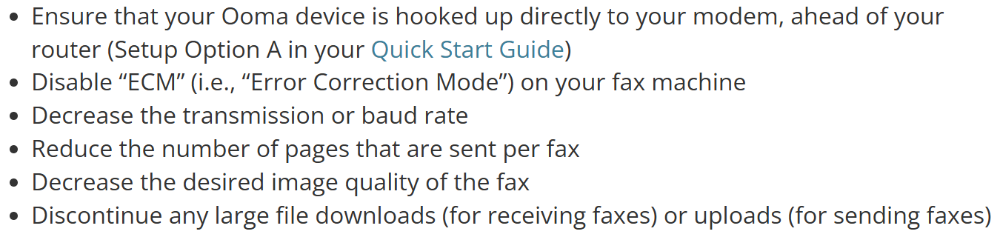 • Ensure that your Ooma device is hooked up directly to your modem, ahead of your
router (Setup Option A in your Quick Start Guide)
• Disable “ECM” (i.e., “Error Correction Mode”) on your fax machine
• Decrease the transmission or baud rate
• Reduce the number of pages that are sent per fax
• Decrease the desired image quality of the fax
• Discontinue any large file downloads (for receiving faxes) or uploads (for sending faxes)